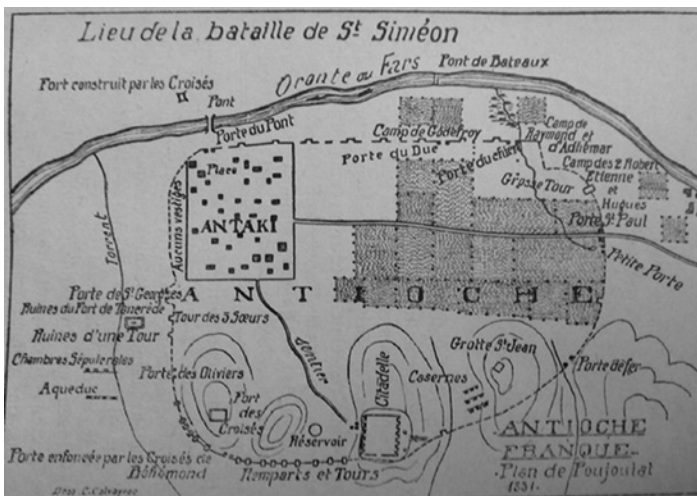 Lieu de la bataille de St Siméon
Fort construit par les Croisés
Oronte ou Fars
Pont de Bateaux
Pont
Porte du Pont
Camp de Godefroy
Camp de
Raymond et
d'Adhémar
Porte du Duc
Porte du chien
Camp des 2 Robert
Etienne
et
Hugues
Grosse Tour
Place
Aucuns vestiges
Torrent
ANTAKI
Porte St Paul
Petite Porte
Porte de St Georges
ANTIOCHE
Ruines du Fort de Tancrède
Tour des 3 Sœurs
Ruines d'une Tour
Sentier
Grotte St Jean
Chambres Sépulcrales
Porte des Oliviers
Citadelle
Casernes
Porte de fer
Aqueduc
Fort
des
Croisés
Réservoir
ANTIOCHE
FRANQUE
Plan de Poujoulat
1831.
Porte enfoncée par les Croisés de
Bohémond
Remparts et Tours